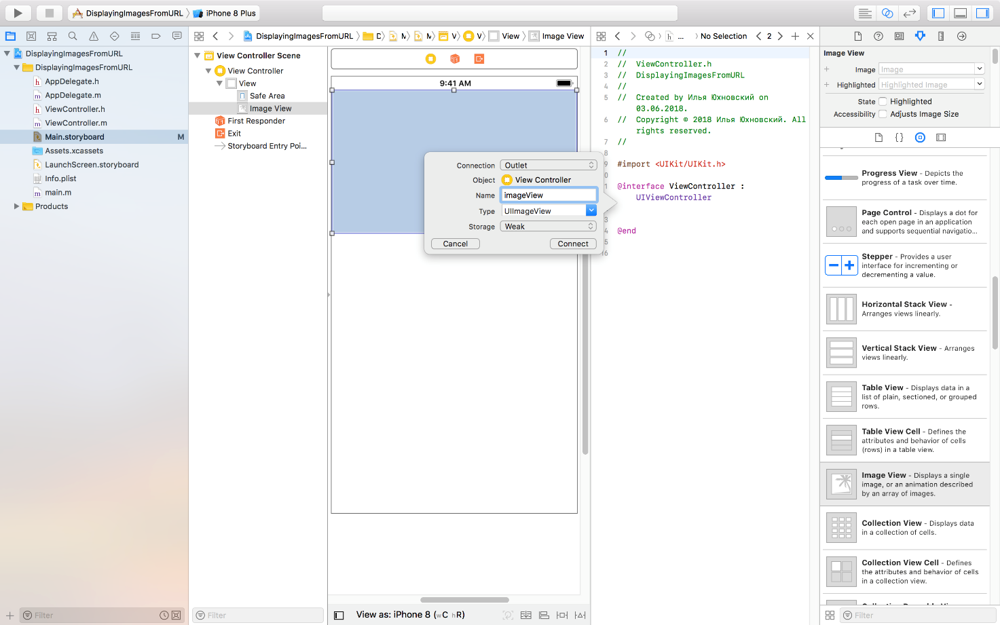 DisplayingImagesFromURL
iPhone 8 Plus
DisplayingImagesFromURL
DisplayingImagesFromURL
AppDelegate.h
AppDelegate.m
ViewController.h
ViewController.m
Main.storyboard M
Assets.xcassets
LaunchScreen.storyboard
Info.plist
main.m
Products
Filter
DisplayingImagesFromURL
View
Image View
View Controller Scene
View Controller
View
Safe Area
Image View
First Responder
Exit
Storyboard Entry Poi...
Filter
9:41 AM
Connection Outlet
Object View Controller
Name imageView
Type UIImageView
Storage Weak
Cancel Connect
View as: iPhone 8 (wC hR)
h ... No Selection 2
1 //
2 // ViewController.h
3 // DisplayingImagesFromURL
4 //
5 // Created by Илья Юхновский on
03.06.2018.
6 // Copyright © 2018 Илья Юхновский. All
rights reserved.
7 //
8
9 #import <UIKit/UIKit.h>
@interface ViewController :
UIViewController
@end
Image View
Image Image
Highlighted Highlighted Image
State Highlighted
Accessibility Adjusts Image Size
Progress View - Depicts the
progress of a task over time.
Page Control - Displays a dot for
each open page in an application
and supports sequential navigatio...
Stepper - Provides a user
interface for incrementing or
decrementing a value.
Horizontal Stack View -
Arranges views linearly.
Vertical Stack View - Arranges
views linearly.
Table View - Displays data in a
list of plain, sectioned, or grouped
rows.
Table View Cell - Defines the
attributes and behavior of cells
(rows) in a table view.
Image View - Displays a single
image, or an animation described
by an array of images.
Collection View - Displays data
in a collection of cells.
Collection View Cell - Defines
the attributes and behavior of cells
in a collection view.
Filter